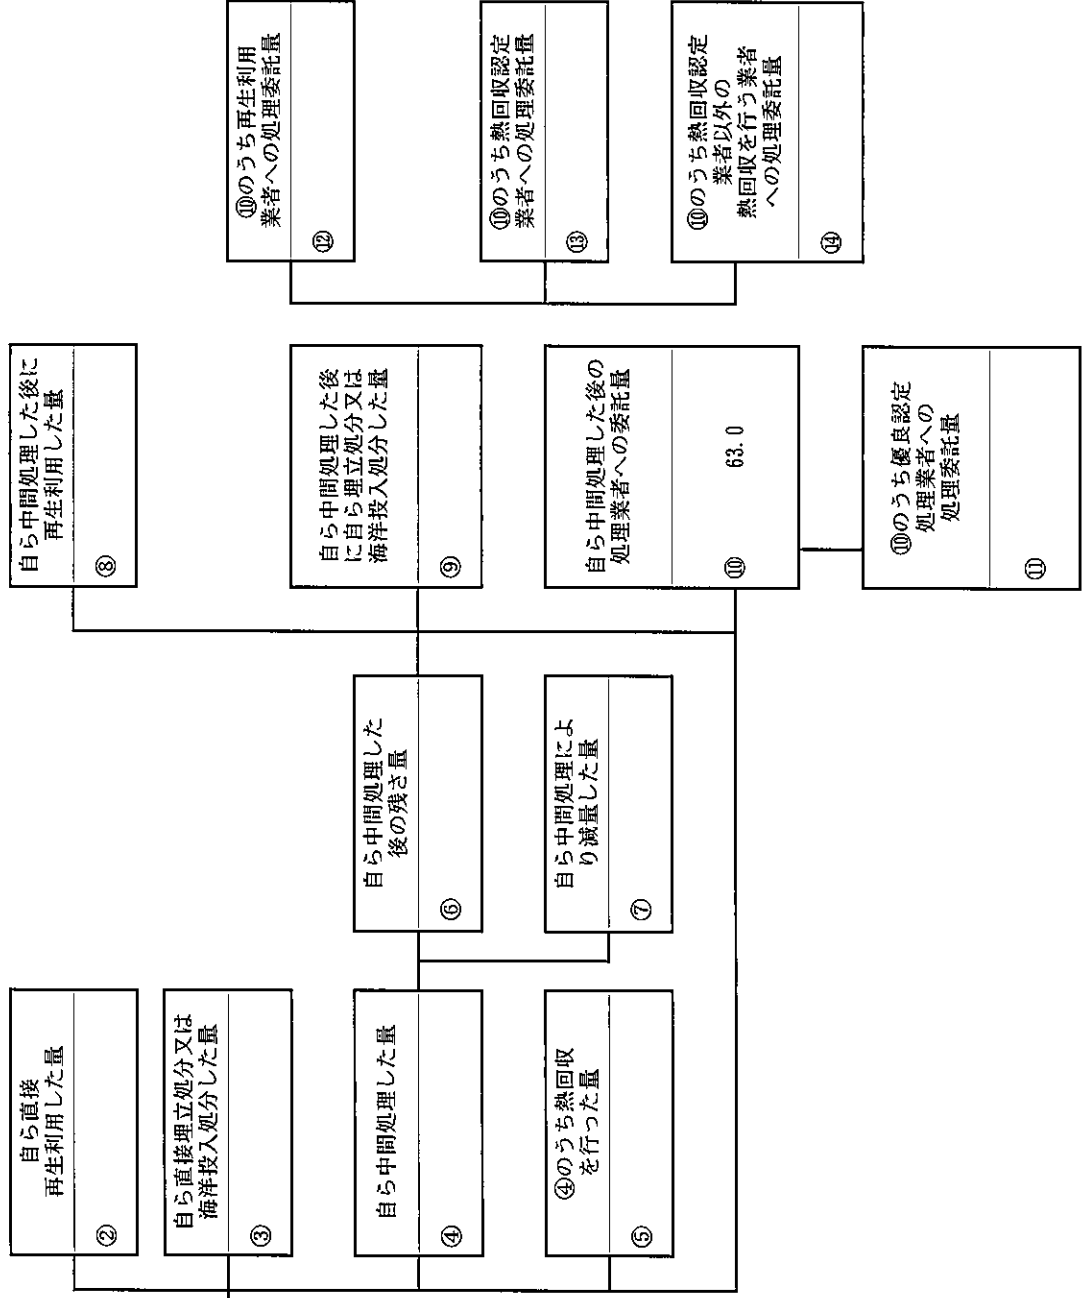 自ら直接
再生利用した量
②
自ら直接埋立処分又は
海洋投入処分した量
③
自ら中間処理した量
④
④のうち熱回収
を行った量
⑤
自ら中間処理した
後の残さ量
⑥
自ら中間処理によ
り減量した量
⑦
自ら中間処理した後に
再生利用した量
⑧
自ら中間処理した後
に自ら埋立処分又は
海洋投入処分した量
⑨
自ら中間処理した後の
処理業者への委託量
⑩ 63.0
⑩のうち優良認定
処理業者への
処理委託量
⑪
⑩のうち再生利用
業者への処理委託量
⑫
⑩のうち熱回収認定
業者への処理委託量
⑬
⑩のうち熱回収認定
業者以外の
熱回収を行う業者
への処理委託量
⑭